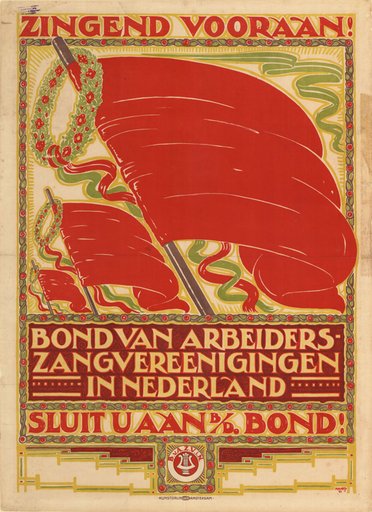 ZINGEND VOORAAN!
BOND VAN ARBEIDERS-
ZANGVEREENIGINGEN
IN NEDERLAND
SLUIT U AAN B/D. BOND!